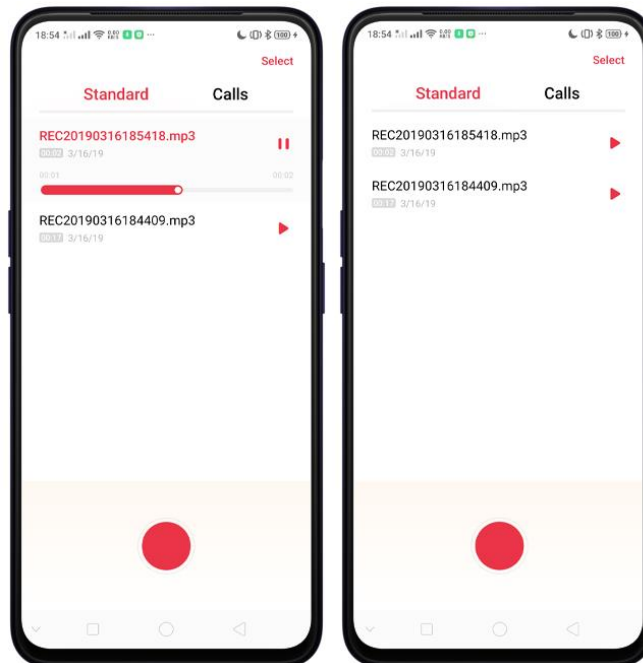 18:54
100
Select
Standard Calls
REC20190316185418.mp3
00:02 3/16/19
00:01 00:02
REC20190316184409.mp3
00:17 3/16/19
18:54
100
Select
Standard Calls
REC20190316185418.mp3
00:02 3/16/19
REC20190316184409.mp3
00:17 3/16/19